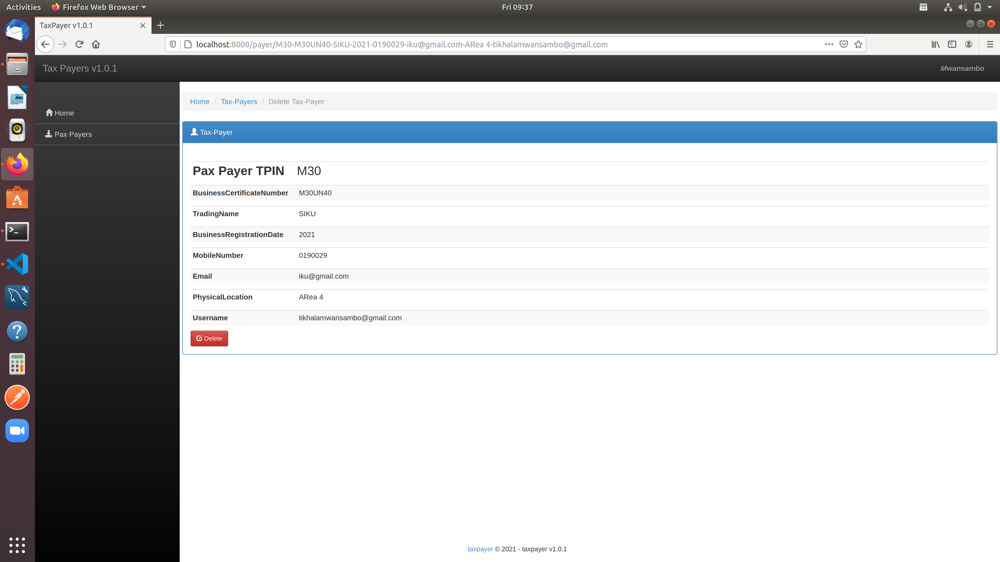 Activities Firefox Web Browser Fri 09:37
TaxPayer v1.0.1
localhost:8000/payer/M30-M30UN40-SIKU-2021-0190029-iku@gmail.com-ARea 4-tikhalamwansambo@gmail.com
Tax Payers v1.0.1 Mwansambo
Home
Pax Payers
Home / Tax-Payers / Delete Tax-Payer
Tax-Payer
Pax Payer TPIN M30
BusinessCertificateNumber M30UN40
TradingName SIKU
BusinessRegistrationDate 2021
MobileNumber 0190029
Email iku@gmail.com
PhysicalLocation ARea 4
Username tikhalamwansambo@gmail.com
Delete
taxpayer © 2021 - taxpayer v1.0.1